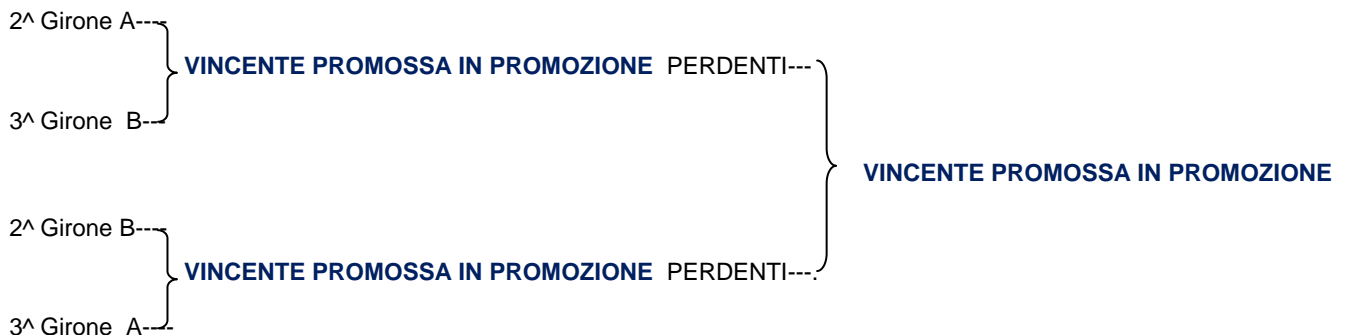 2^ Girone A----
VINCENTE PROMOSSA IN PROMOZIONE PERDENTI---
3^ Girone B----
VINCENTE PROMOSSA IN PROMOZIONE
2^ Girone B----
VINCENTE PROMOSSA IN PROMOZIONE PERDENTI---.
3^ Girone A----